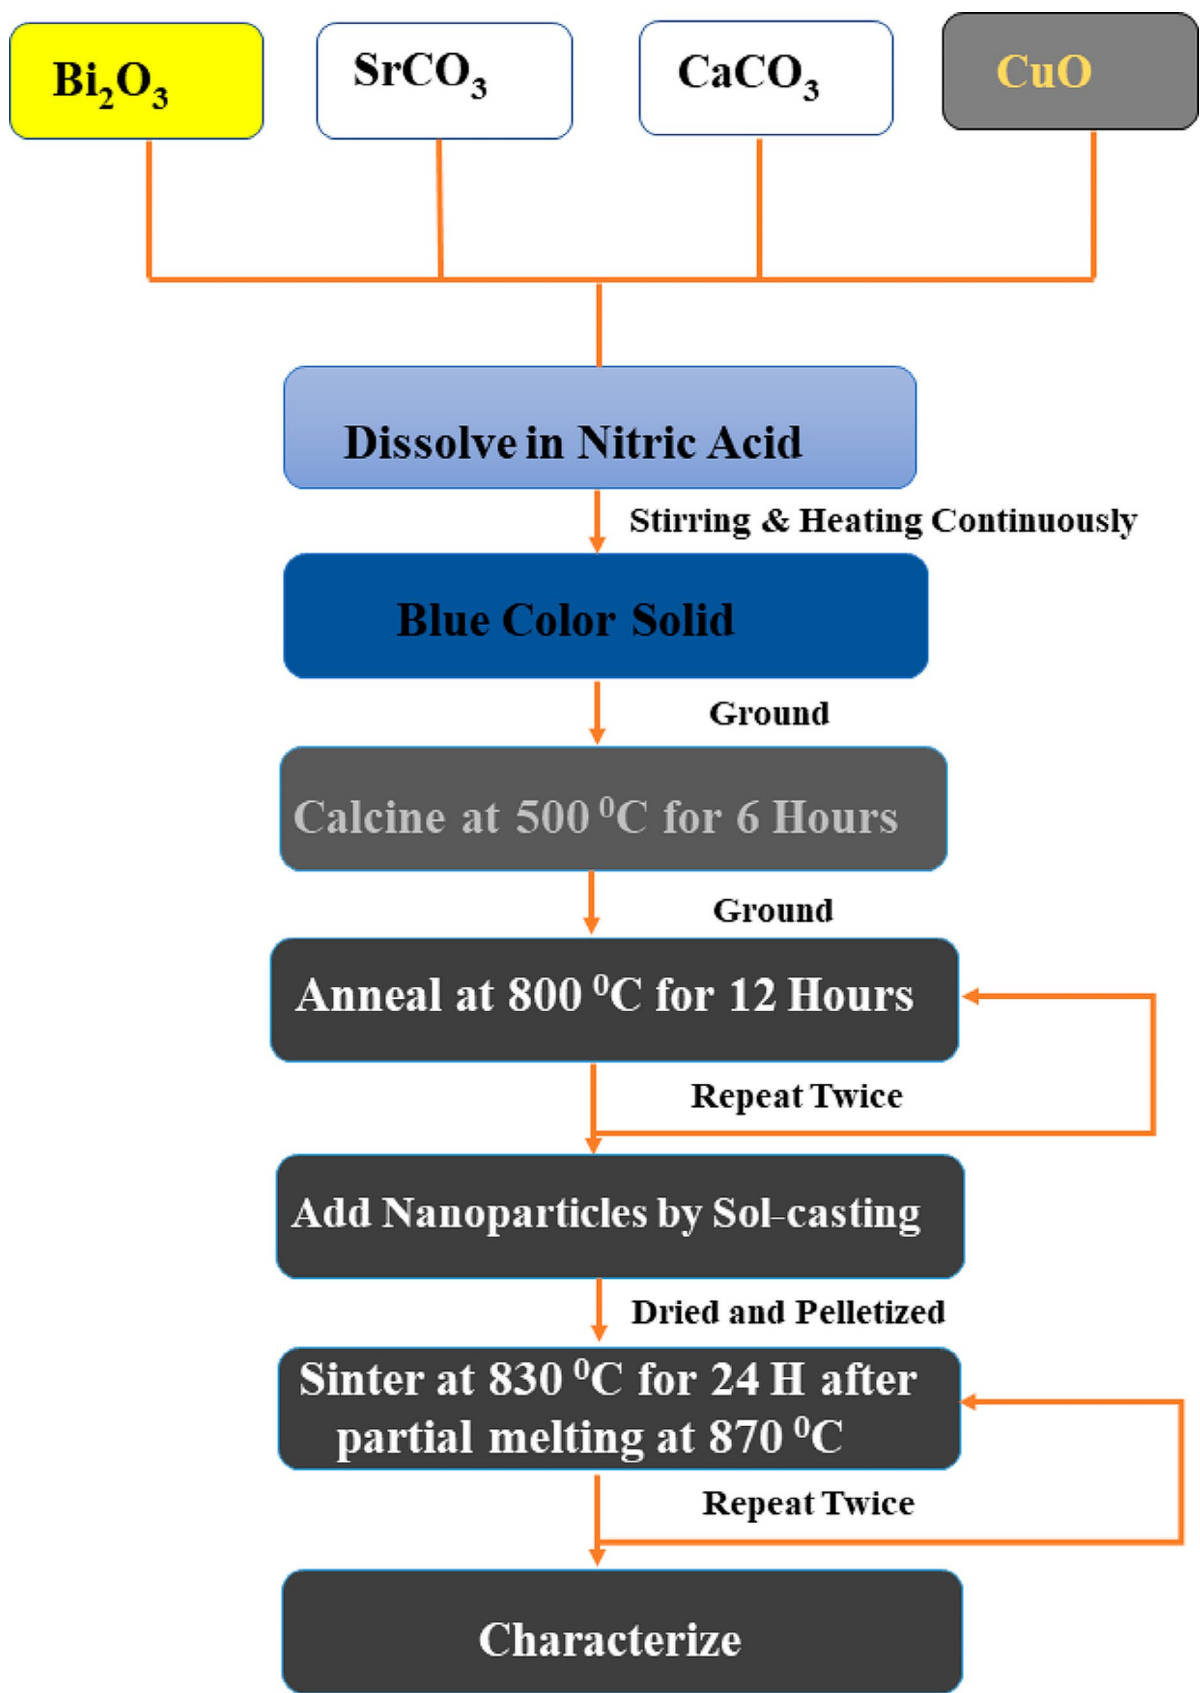 Bi₂O₃
SrCO₃
CaCO₃
CuO
Dissolve in Nitric Acid
Stirring & Heating Continuously
Blue Color Solid
Ground
Calcine at 500 ⁰C for 6 Hours
Ground
Anneal at 800 ⁰C for 12 Hours
Repeat Twice
Add Nanoparticles by Sol-casting
Dried and Pelletized
Sinter at 830 ⁰C for 24 H after
partial melting at 870 ⁰C
Repeat Twice
Characterize